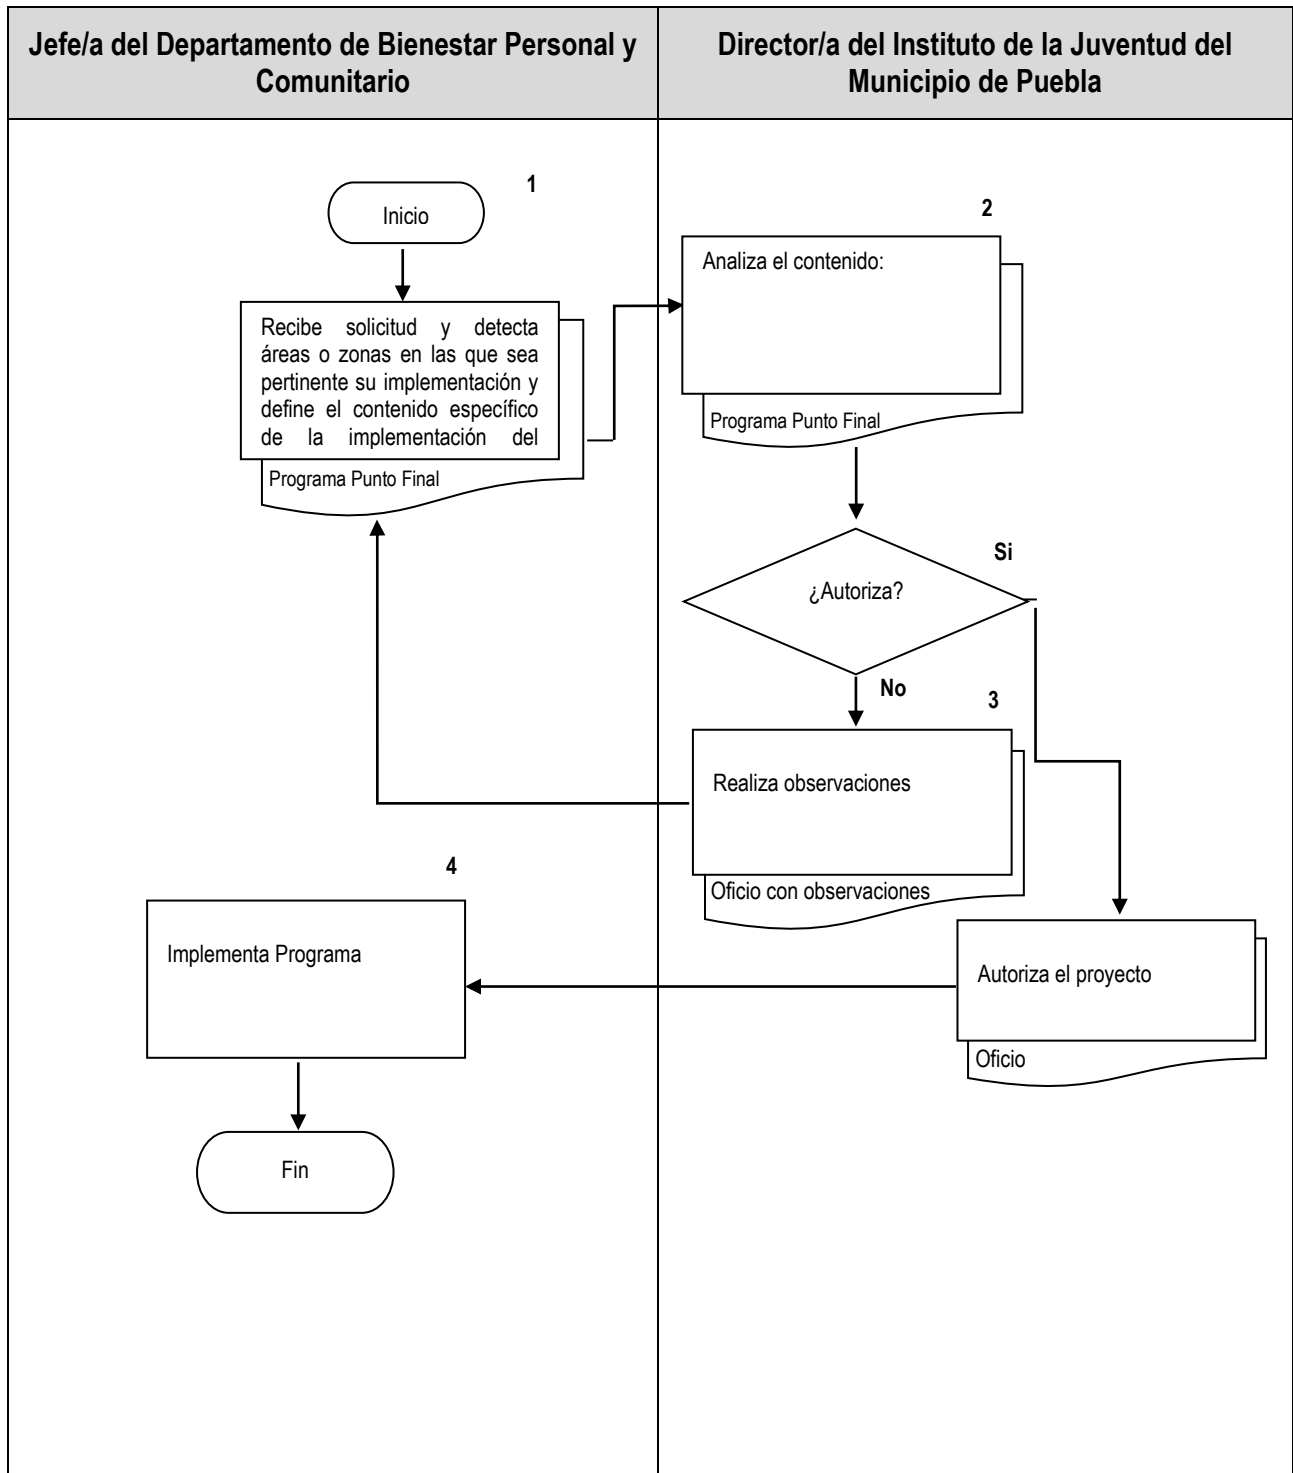 Jefe/a del Departamento de Bienestar Personal y
Comunitario
Director/a del Instituto de la Juventud del
Municipio de Puebla
1
Inicio
Recibe solicitud y detecta
áreas o zonas en las que sea
pertinente su implementación y
define el contenido específico
de la implementación del
Programa Punto Final
2
Analiza el contenido:
Programa Punto Final
¿Autoriza?
Si
No
3
Realiza observaciones
Oficio con observaciones
Autoriza el proyecto
Oficio
4
Implementa Programa
Fin